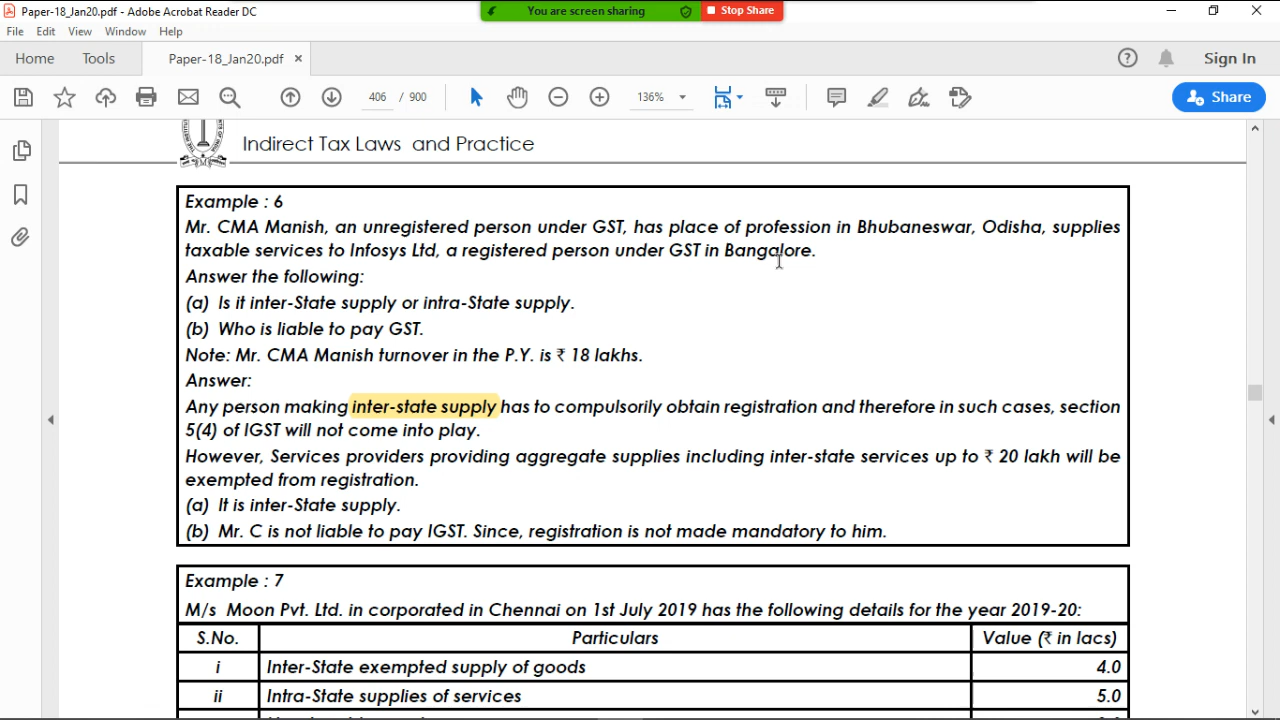 Paper-18_Jan20.pdf - Adobe Acrobat Reader DC
You are screen sharing
Stop Share
File Edit View Window Help
Home Tools Paper-18_Jan20.pdf × Sign In
406 / 900 136% Share
Indirect Tax Laws and Practice
Example : 6
Mr. CMA Manish, an unregistered person under GST, has place of profession in Bhubaneswar, Odisha, supplies
taxable services to Infosys Ltd, a registered person under GST in Bangalore.
Answer the following:
(a) Is it inter-State supply or intra-State supply.
(b) Who is liable to pay GST.
Note: Mr. CMA Manish turnover in the P.Y. is ₹ 18 lakhs.
Answer:
Any person making inter-state supply has to compulsorily obtain registration and therefore in such cases, section
5(4) of IGST will not come into play.
However, Services providers providing aggregate supplies including inter-state services up to ₹ 20 lakh will be
exempted from registration.
(a) It is inter-State supply.
(b) Mr. C is not liable to pay IGST. Since, registration is not made mandatory to him.
Example : 7
M/s Moon Pvt. Ltd. in corporated in Chennai on 1st July 2019 has the following details for the year 2019-20:
S.No. Particulars Value (₹ in lacs)
i Inter-State exempted supply of goods 4.0
ii Intra-State supplies of services 5.0